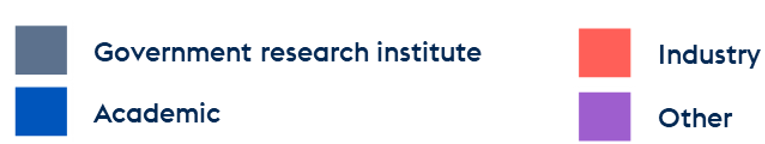 Government research institute
Academic
Industry
Other